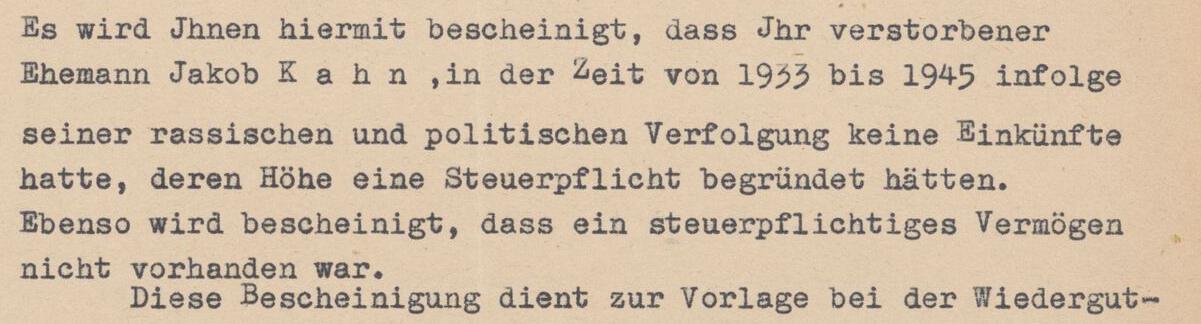 Es wird Jhnen hiermit bescheinigt, dass Jhr verstorbener
Ehemann Jakob K a h n ,in der Zeit von 1933 bis 1945 infolge
seiner rassischen und politischen Verfolgung keine Einkünfte
hatte, deren Höhe eine Steuerpflicht begründet hätten.
Ebenso wird bescheinigt, dass ein steuerpflichtiges Vermögen
nicht vorhanden war.
Diese Bescheinigung dient zur Vorlage bei der Wiedergut-